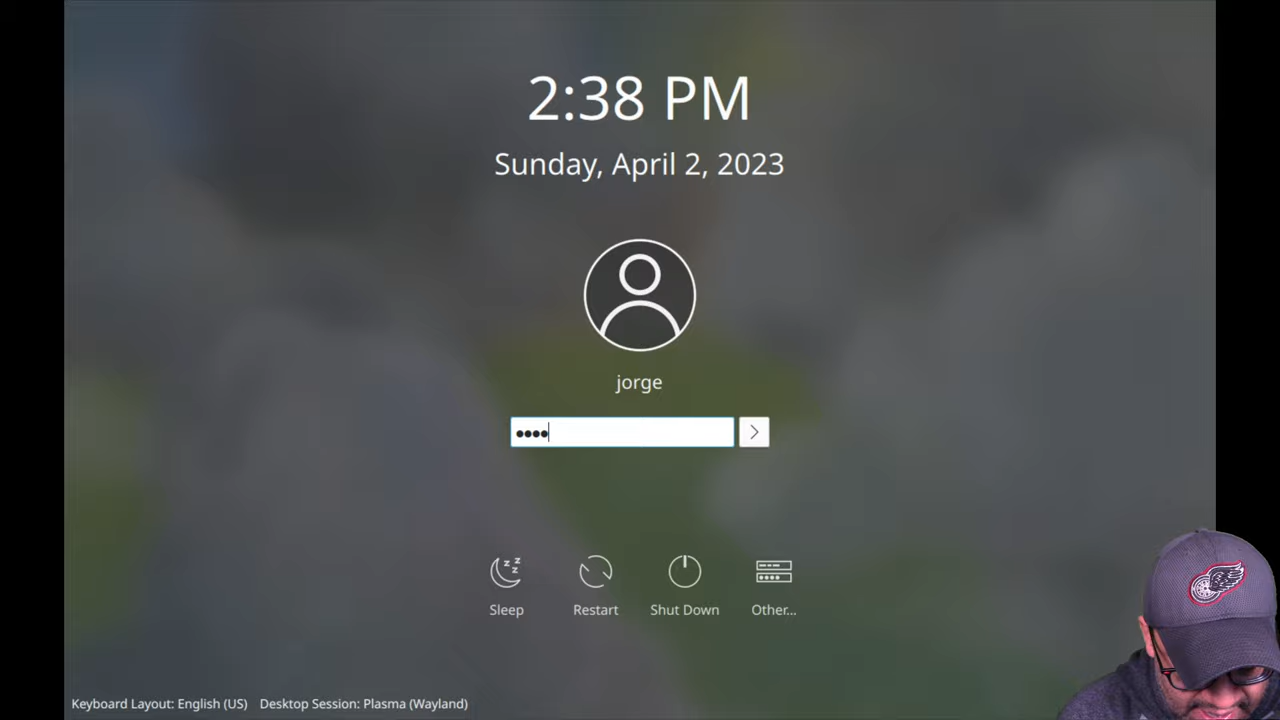 2:38 PM
Sunday, April 2, 2023
jorge
Sleep Restart Shut Down Other...
Keyboard Layout: English (US) Desktop Session: Plasma (Wayland)